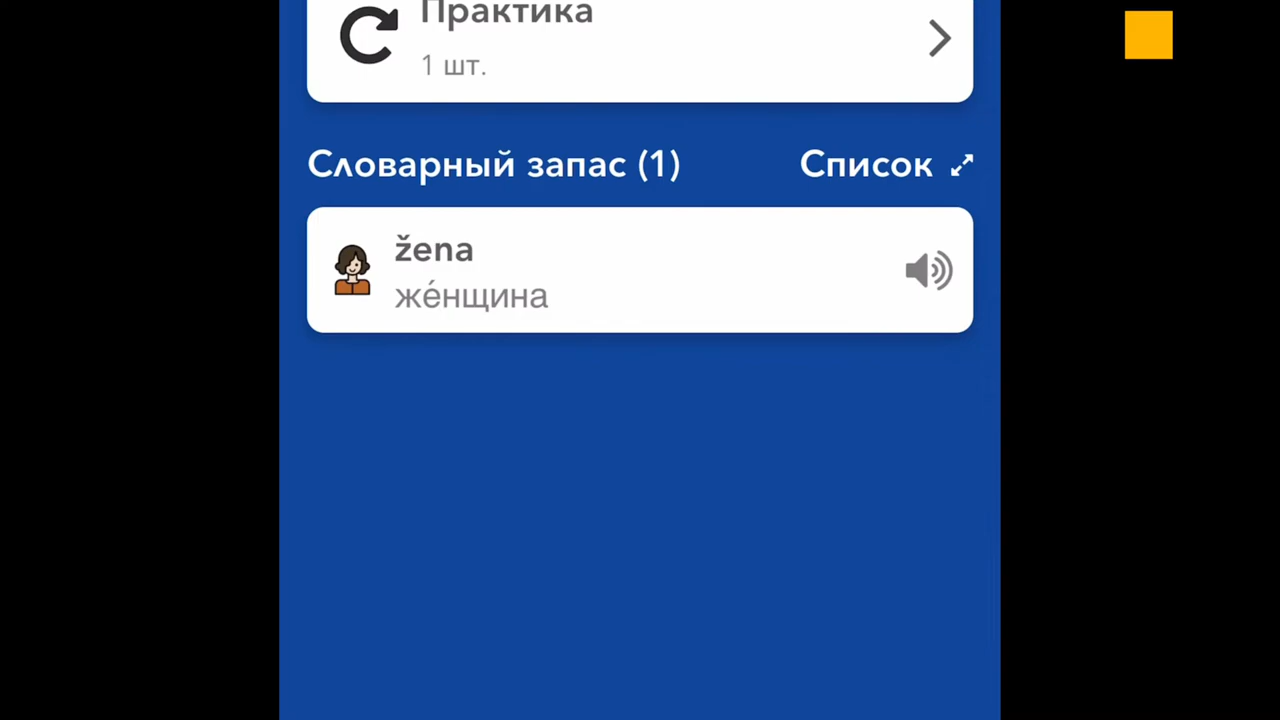 Практика
1 шт.
Словарный запас (1)
Список
žena
же́нщина